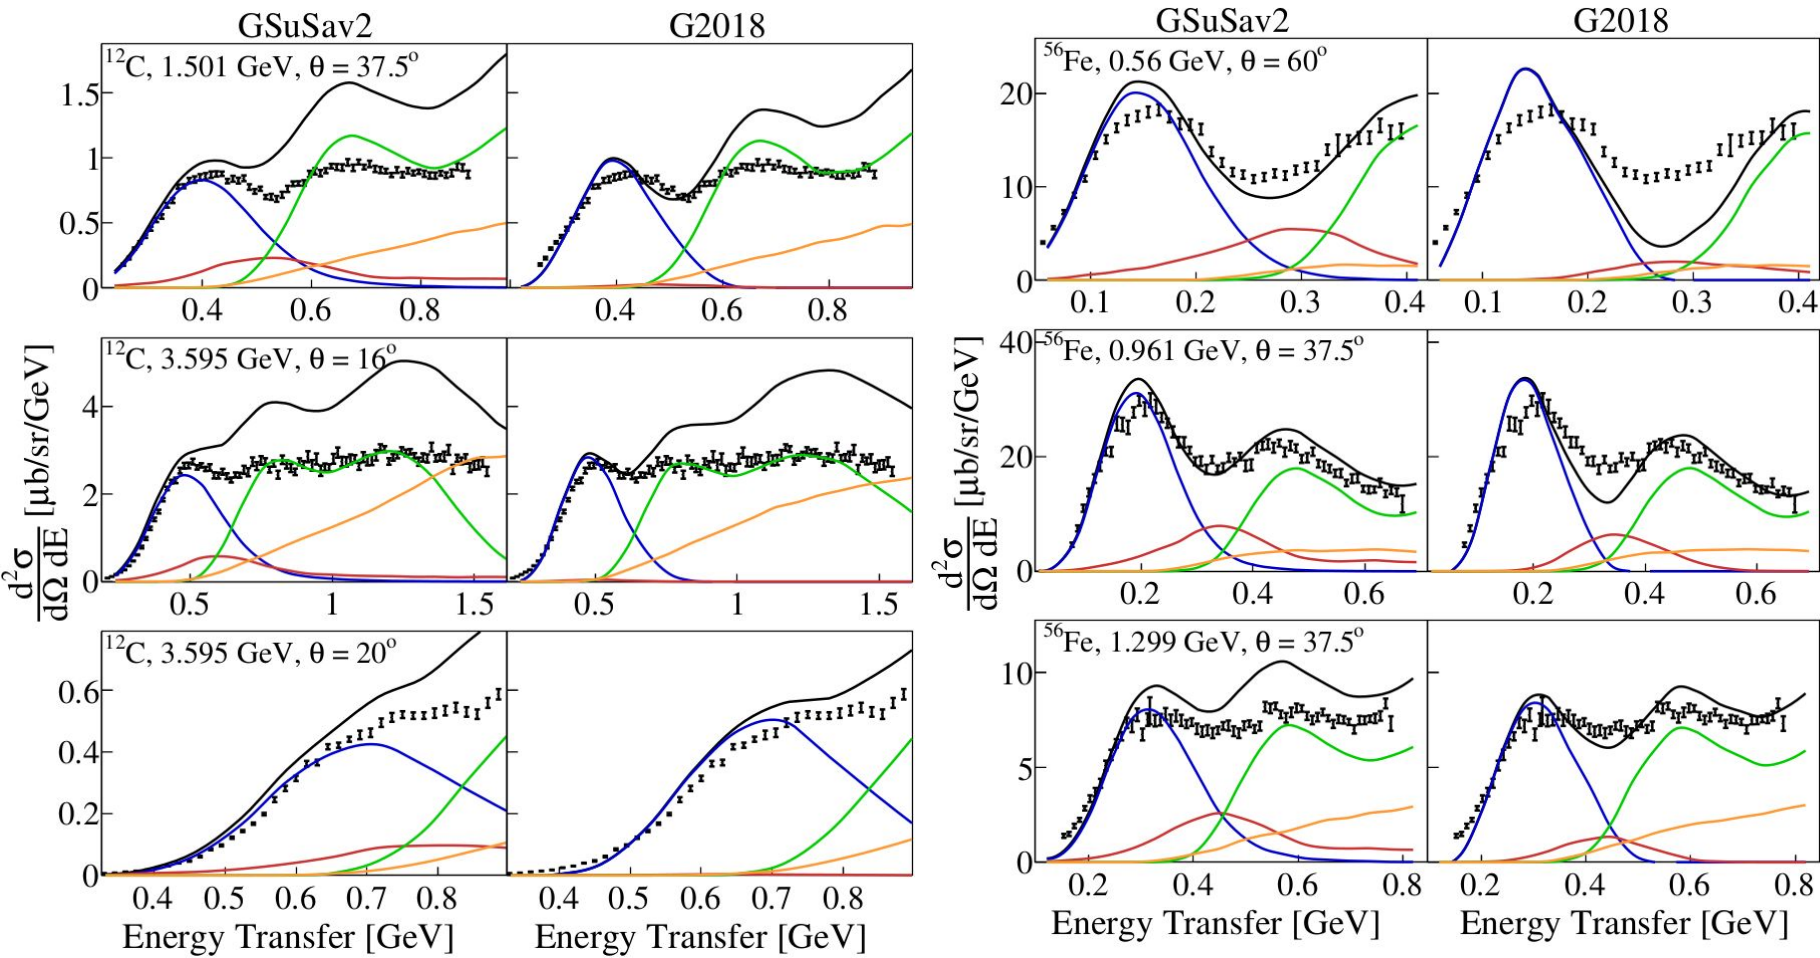 GSuSav2 G2018
¹²C, 1.501 GeV, θ = 37.5°
1.5
1
0.5
0
0.4 0.6 0.8 0.4 0.6 0.8
¹²C, 3.595 GeV, θ = 16°
4
2
0
0.5 1 1.5 0.5 1 1.5
¹²C, 3.595 GeV, θ = 20°
0.6
0.4
0.2
0
0.4 0.5 0.6 0.7 0.8 0.4 0.5 0.6 0.7 0.8
Energy Transfer [GeV] Energy Transfer [GeV]
d²σ/dΩ dE [μb/sr/GeV]
GSuSav2 G2018
⁵⁶Fe, 0.56 GeV, θ = 60°
20
10
0
0.1 0.2 0.3 0.4 0.1 0.2 0.3 0.4
⁵⁶Fe, 0.961 GeV, θ = 37.5°
40
20
0
0.2 0.4 0.6 0.2 0.4 0.6
⁵⁶Fe, 1.299 GeV, θ = 37.5°
10
5
0
0.2 0.4 0.6 0.8 0.2 0.4 0.6 0.8
Energy Transfer [GeV] Energy Transfer [GeV]
d²σ/dΩ dE [μb/sr/GeV]